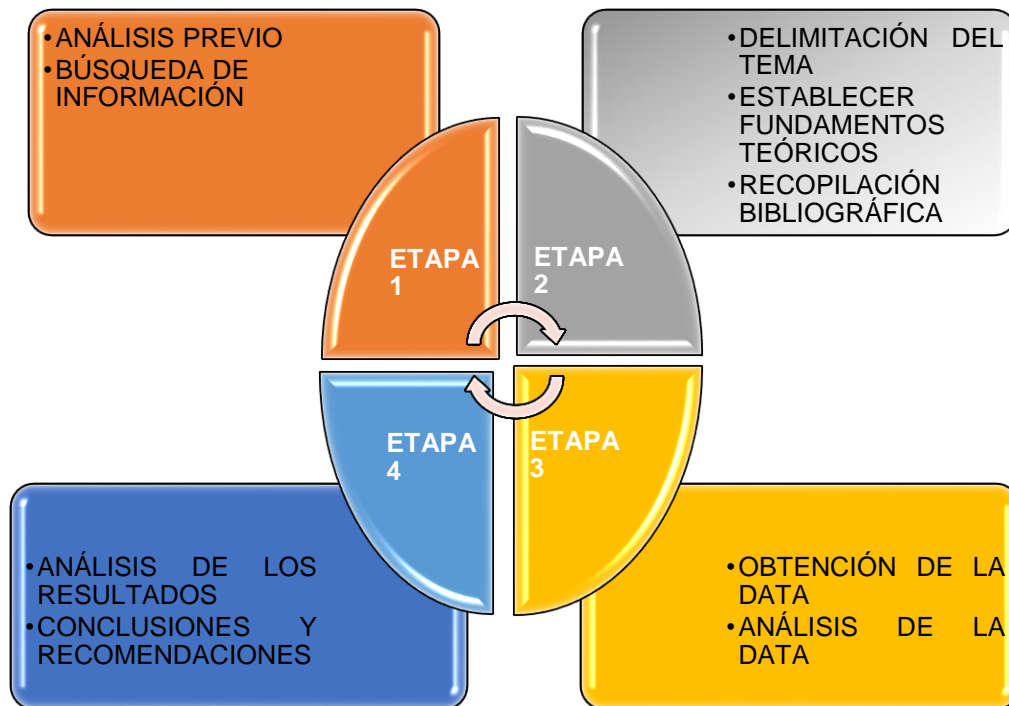 •ANÁLISIS PREVIO
•BÚSQUEDA DE
INFORMACIÓN
•DELIMITACIÓN DEL
TEMA
•ESTABLECER
FUNDAMENTOS
TEÓRICOS
•RECOPILACIÓN
BIBLIOGRÁFICA
ETAPA
1
ETAPA
2
ETAPA
4
ETAPA
3
•ANÁLISIS DE LOS
RESULTADOS
•CONCLUSIONES Y
RECOMENDACIONES
•OBTENCIÓN DE LA
DATA
•ANÁLISIS DE LA
DATA